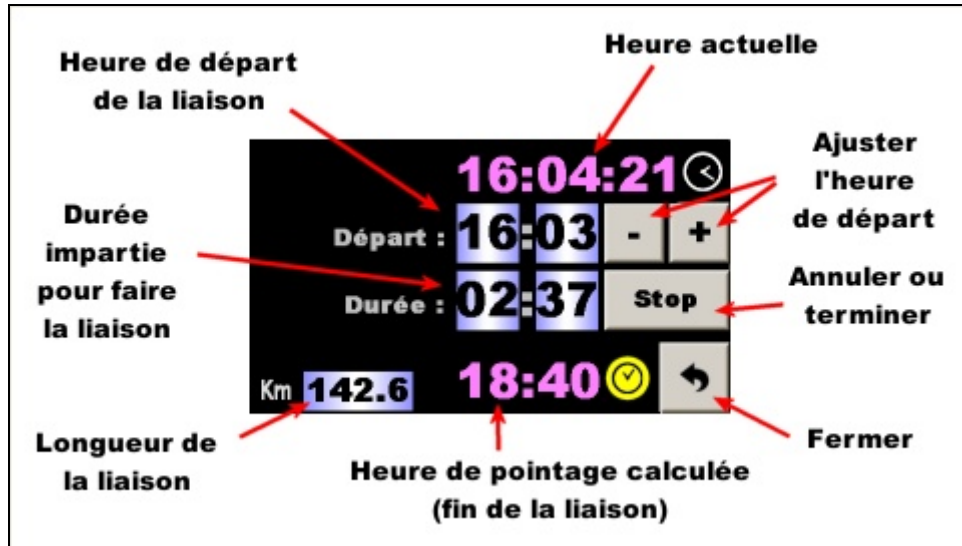 Heure actuelle
Heure de départ
de la liaison
Ajuster
l'heure
de départ
16:04:21
Durée
impartie
pour faire
la liaison
Départ : 16:03 - +
Durée : 02:37 Stop
Annuler ou
terminer
Km 142.6 18:40
Longueur de
la liaison
Heure de pointage calculée
(fin de la liaison)
Fermer